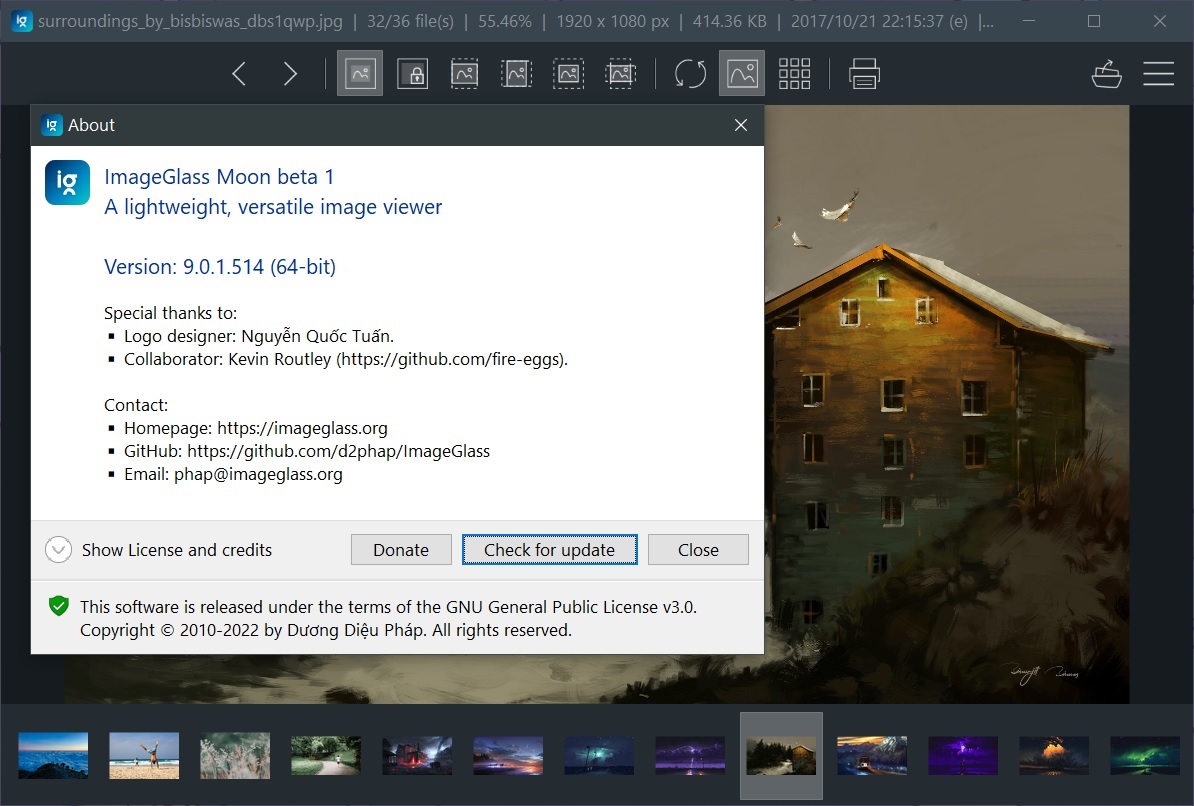 surroundings_by_bisbiswas_dbs1qwp.jpg | 32/36 file(s) | 55.46% | 1920 x 1080 px | 414.36 KB | 2017/10/21 22:15:37 (e) |...
ig About
ig
ImageGlass Moon beta 1
A lightweight, versatile image viewer
Version: 9.0.1.514 (64-bit)
Special thanks to:
▪ Logo designer: Nguyễn Quốc Tuấn.
▪ Collaborator: Kevin Routley (https://github.com/fire-eggs).
Contact:
▪ Homepage: https://imageglass.org
▪ GitHub: https://github.com/d2phap/ImageGlass
▪ Email: phap@imageglass.org
Show License and credits Donate Check for update Close
This software is released under the terms of the GNU General Public License v3.0.
Copyright © 2010-2022 by Dương Diệu Pháp. All rights reserved.